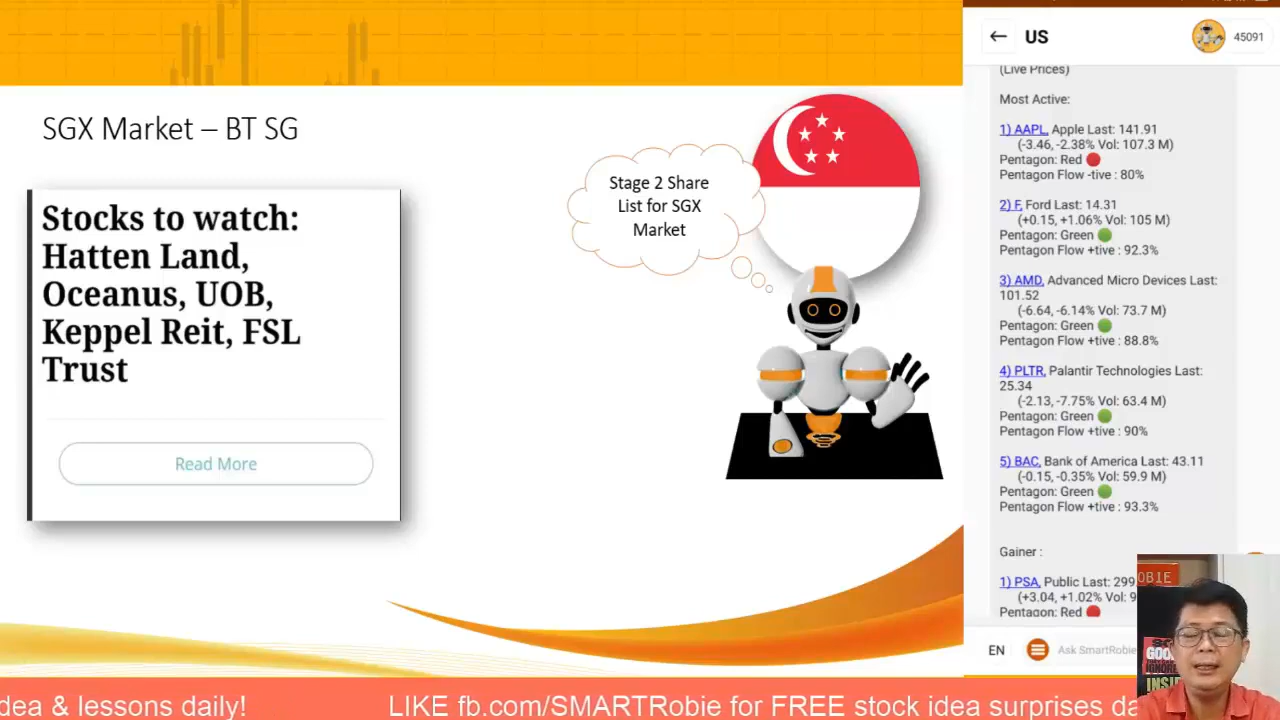 SGX Market – BT SG
Stocks to watch:
Hatten Land,
Oceanus, UOB,
Keppel Reit, FSL
Trust
Read More
Stage 2 Share
List for SGX
Market
US
45091
(Live Prices)
Most Active:
1) AAPL, Apple Last: 141.91
(-3.46, -2.38% Vol: 107.3 M)
Pentagon: Red
Pentagon Flow -tive : 80%
2) F, Ford Last: 14.31
(+0.15, +1.06% Vol: 105 M)
Pentagon: Green
Pentagon Flow +tive : 92.3%
3) AMD, Advanced Micro Devices Last:
101.52
(-6.64, -6.14% Vol: 73.7 M)
Pentagon: Green
Pentagon Flow +tive : 88.8%
4) PLTR, Palantir Technologies Last:
25.34
(-2.13, -7.75% Vol: 63.4 M)
Pentagon: Green
Pentagon Flow +tive : 90%
5) BAC, Bank of America Last: 43.11
(-0.15, -0.35% Vol: 59.9 M)
Pentagon: Green
Pentagon Flow +tive : 93.3%
Gainer :
1) PSA, Public Last: 299
(+3.04, +1.02% Vol: 9
Pentagon: Red
EN
Ask SmartRobie
OBIE
GOO
INSID
dea & lessons daily!
LIKE fb.com/SMARTRobie for FREE stock idea surprises da